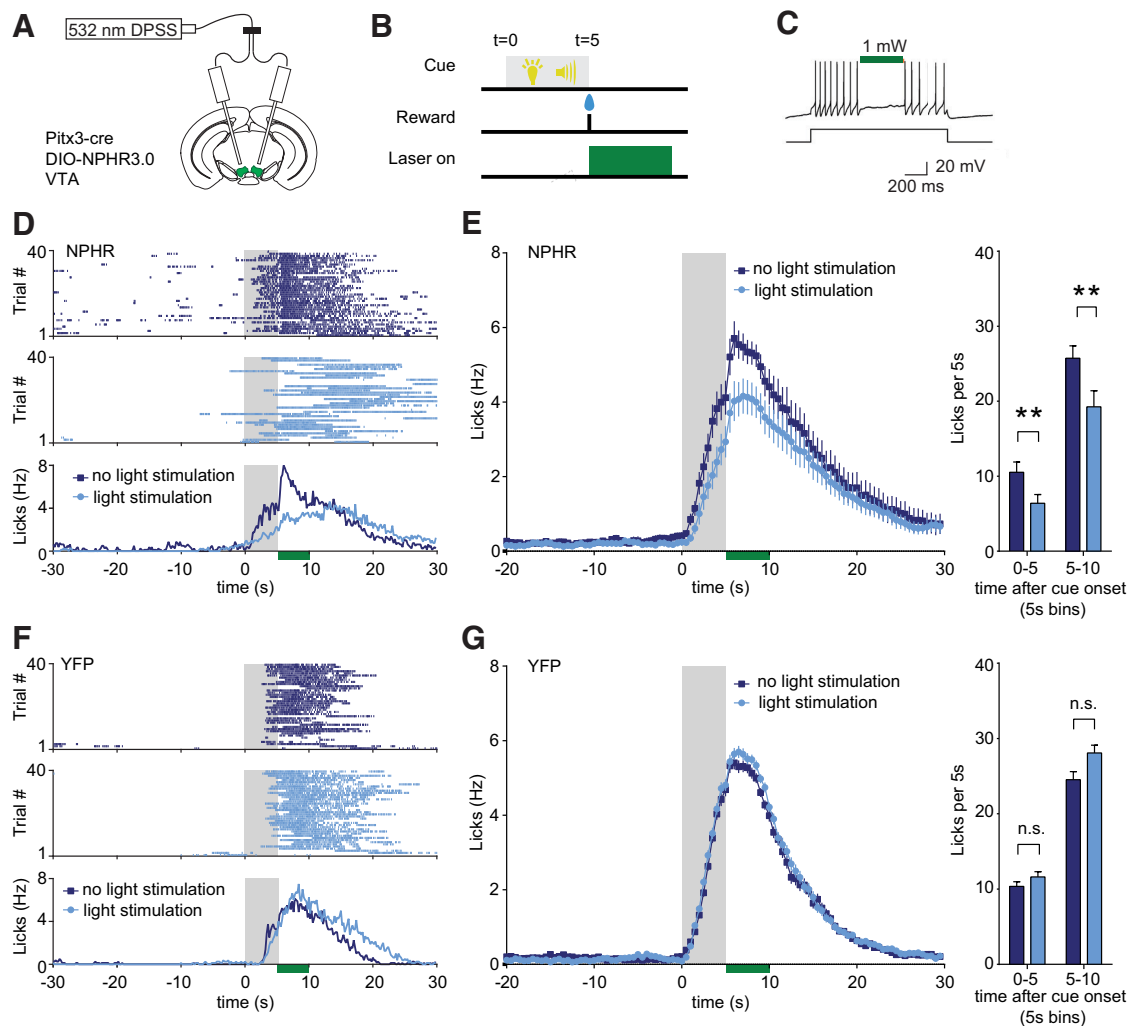 A
532 nm DPSS
Pitx3-cre
DIO-NPHR3.0
VTA
B
t=0 t=5
Cue
Reward
Laser on
C
1 mW
20 mV
200 ms
D
NPHR
40
Trial #
1
40
Trial #
1
8
4
0
Licks (Hz)
no light stimulation
light stimulation
-30 -20 -10 0 10 20 30
time (s)
E
NPHR
8
6
4
2
0
Licks (Hz)
no light stimulation
light stimulation
-20 -10 0 10 20 30
time (s)
40
30
20
10
0
Licks per 5s
**
**
0-5 5-10
time after cue onset
(5s bins)
F
YFP
40
Trial #
1
40
Trial #
1
8
4
0
Licks (Hz)
no light stimulation
light stimulation
-30 -20 -10 0 10 20 30
time (s)
G
YFP
8
6
4
2
0
Licks (Hz)
no light stimulation
light stimulation
-20 -10 0 10 20 30
time (s)
40
30
20
10
0
Licks per 5s
n.s.
n.s.
0-5 5-10
time after cue onset
(5s bins)